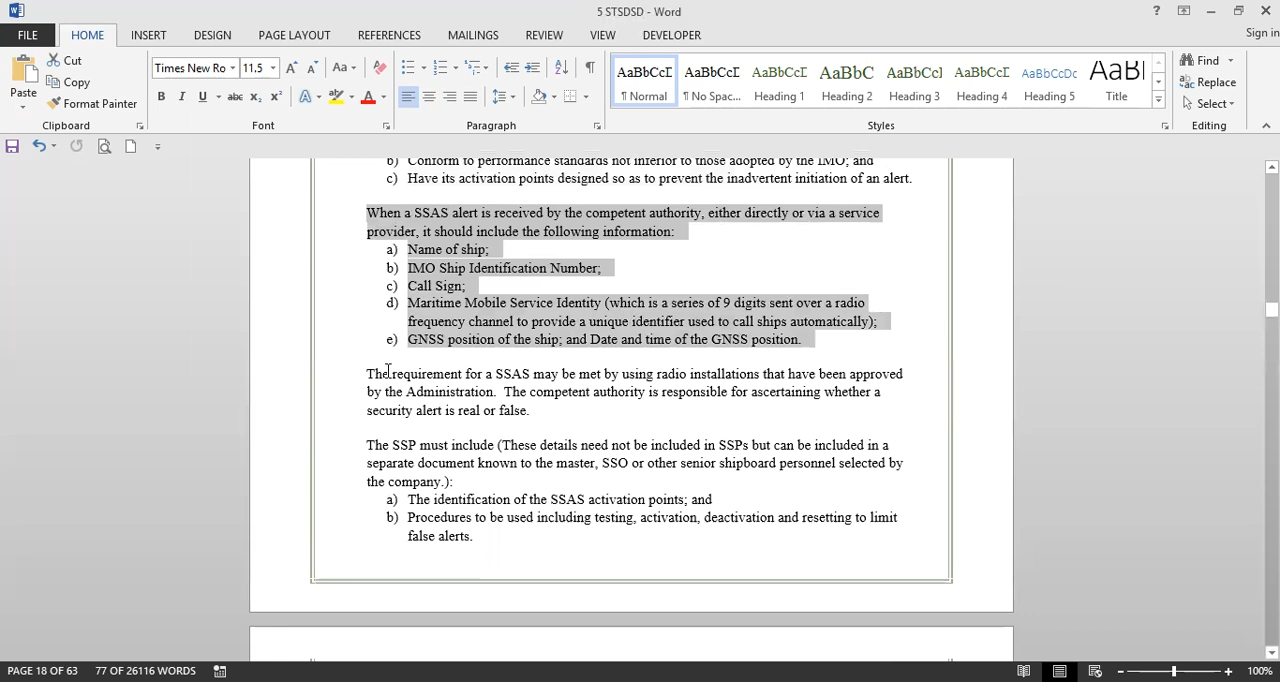 5 STSDSD - Word
?
Sign in
FILE HOME INSERT DESIGN PAGE LAYOUT REFERENCES MAILINGS REVIEW VIEW DEVELOPER
Paste
Cut
Copy
Format Painter
Clipboard
Times New Ro 11.5 Aa
B I U abc x₂ x²
Font
Paragraph
AaBbCcI AaBbCcI AaBbCcI AaBbC AaBbCcI AaBbCcI AaBbCcDc AaBI
¶ Normal ¶ No Spac... Heading 1 Heading 2 Heading 3 Heading 4 Heading 5 Title
Styles
Find
Replace
Select
Editing
b) Conform to performance standards not inferior to those adopted by the IMO; and
c) Have its activation points designed so as to prevent the inadvertent initiation of an alert.
When a SSAS alert is received by the competent authority, either directly or via a service
provider, it should include the following information:
a) Name of ship;
b) IMO Ship Identification Number;
c) Call Sign;
d) Maritime Mobile Service Identity (which is a series of 9 digits sent over a radio
frequency channel to provide a unique identifier used to call ships automatically);
e) GNSS position of the ship; and Date and time of the GNSS position.
The requirement for a SSAS may be met by using radio installations that have been approved
by the Administration. The competent authority is responsible for ascertaining whether a
security alert is real or false.
The SSP must include (These details need not be included in SSPs but can be included in a
separate document known to the master, SSO or other senior shipboard personnel selected by
the company.):
a) The identification of the SSAS activation points; and
b) Procedures to be used including testing, activation, deactivation and resetting to limit
false alerts.
PAGE 18 OF 63 77 OF 26116 WORDS
100%